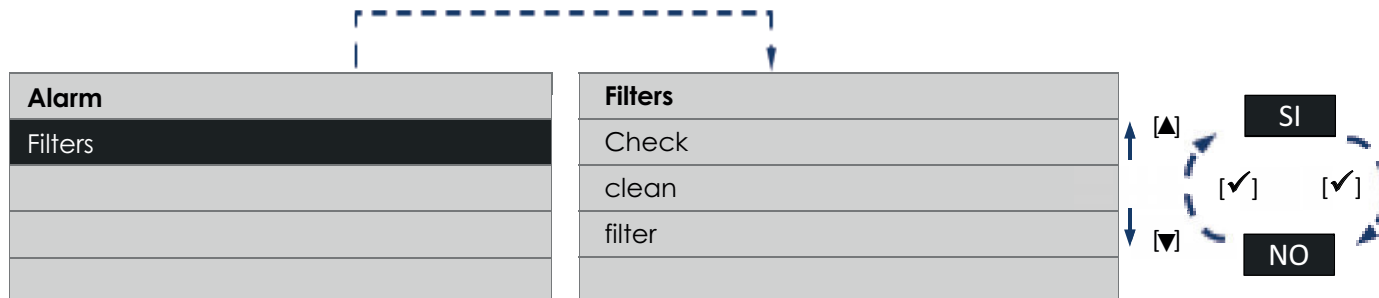 Alarm
Filters
Filters
Check
clean
filter
[▲]
[▼]
SI
[✓] [✓]
NO